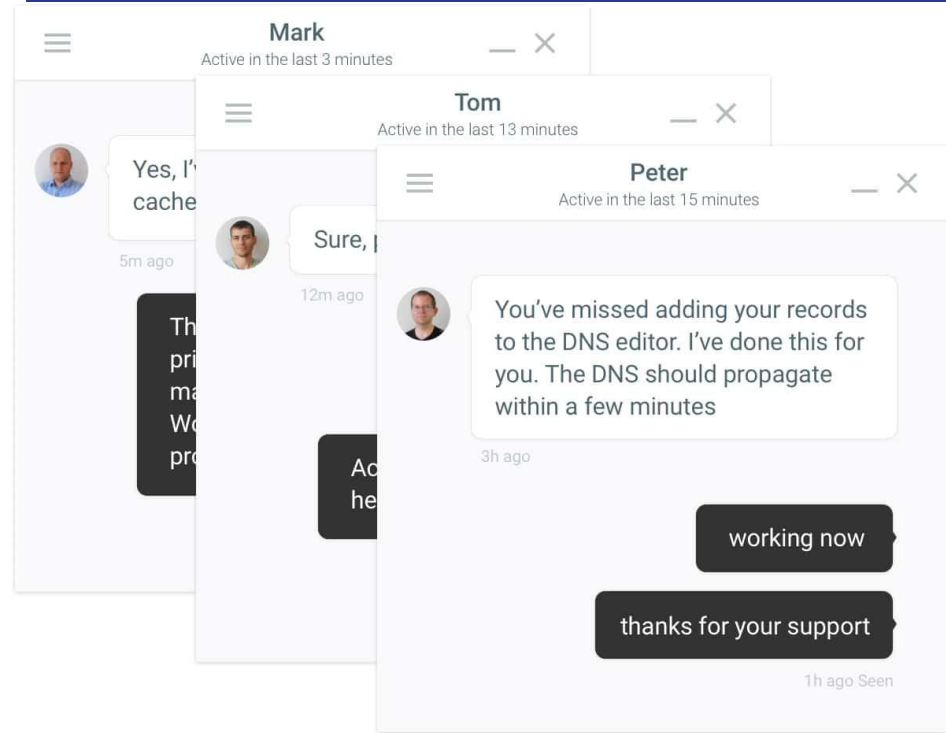 Mark
Active in the last 3 minutes
Yes,
cache
5m ago
Tom
Active in the last 13 minutes
Sure,
12m ago
he
Peter
Active in the last 15 minutes
You’ve missed adding your records
to the DNS editor. I’ve done this for
you. The DNS should propagate
within a few minutes
3h ago
working now
thanks for your support
1h ago Seen